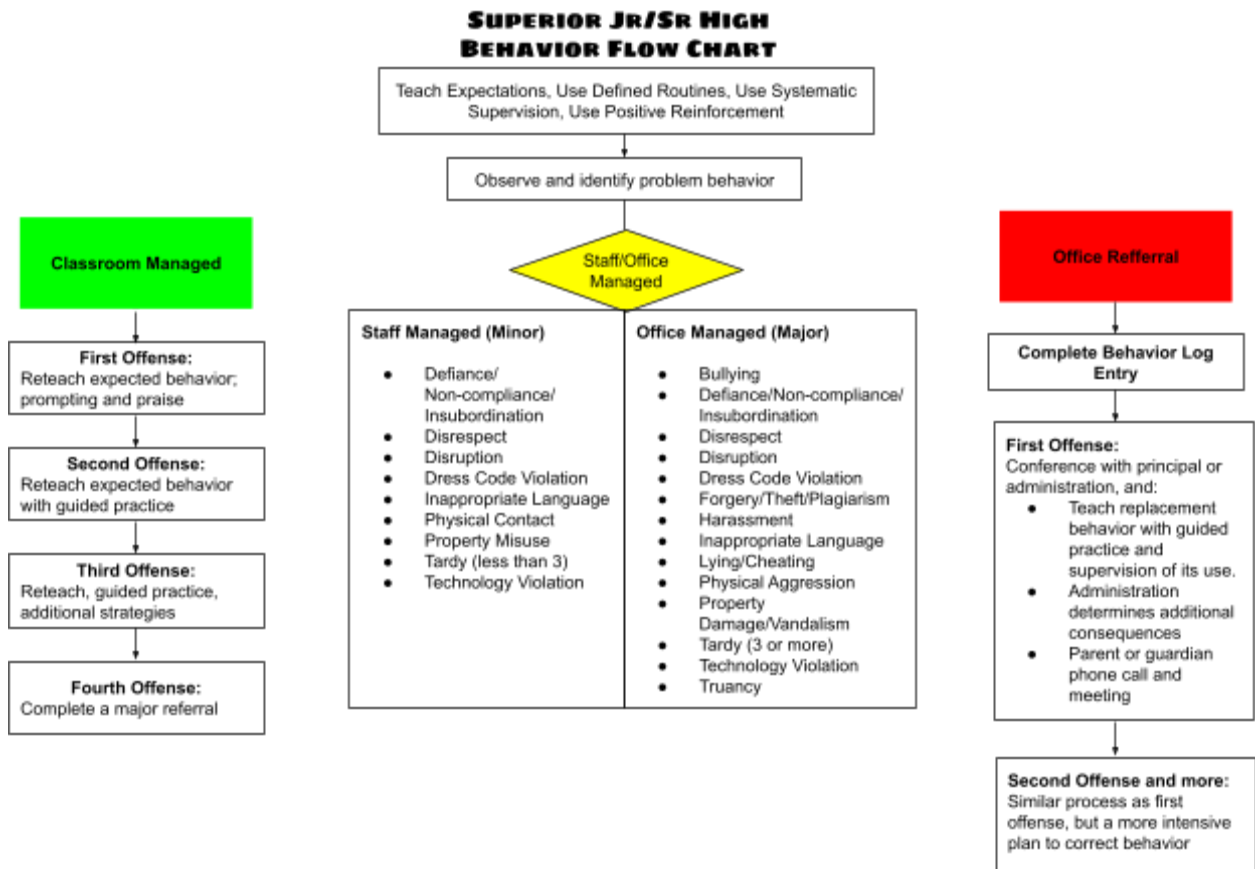 Superior Jr/Sr High
Behavior Flow Chart
Teach Expectations, Use Defined Routines, Use Systematic
Supervision, Use Positive Reinforcement
Observe and identify problem behavior
Staff/Office
Managed
Classroom Managed
First Offense:
Reteach expected behavior;
prompting and praise
Second Offense:
Reteach expected behavior
with guided practice
Third Offense:
Reteach, guided practice,
additional strategies
Fourth Offense:
Complete a major referral
Staff Managed (Minor)
● Defiance/
Non-compliance/
Insubordination
● Disrespect
● Disruption
● Dress Code Violation
● Inappropriate Language
● Physical Contact
● Property Misuse
● Tardy (less than 3)
● Technology Violation
Office Managed (Major)
● Bullying
● Defiance/Non-compliance/
Insubordination
● Disrespect
● Disruption
● Dress Code Violation
● Forgery/Theft/Plagiarism
● Harassment
● Inappropriate Language
● Lying/Cheating
● Physical Aggression
● Property
Damage/Vandalism
● Tardy (3 or more)
● Technology Violation
● Truancy
Office Refferral
Complete Behavior Log
Entry
First Offense:
Conference with principal or
administration, and:
● Teach replacement
behavior with guided
practice and
supervision of its use.
● Administration
determines additional
consequences
● Parent or guardian
phone call and
meeting
Second Offense and more:
Similar process as first
offense, but a more intensive
plan to correct behavior